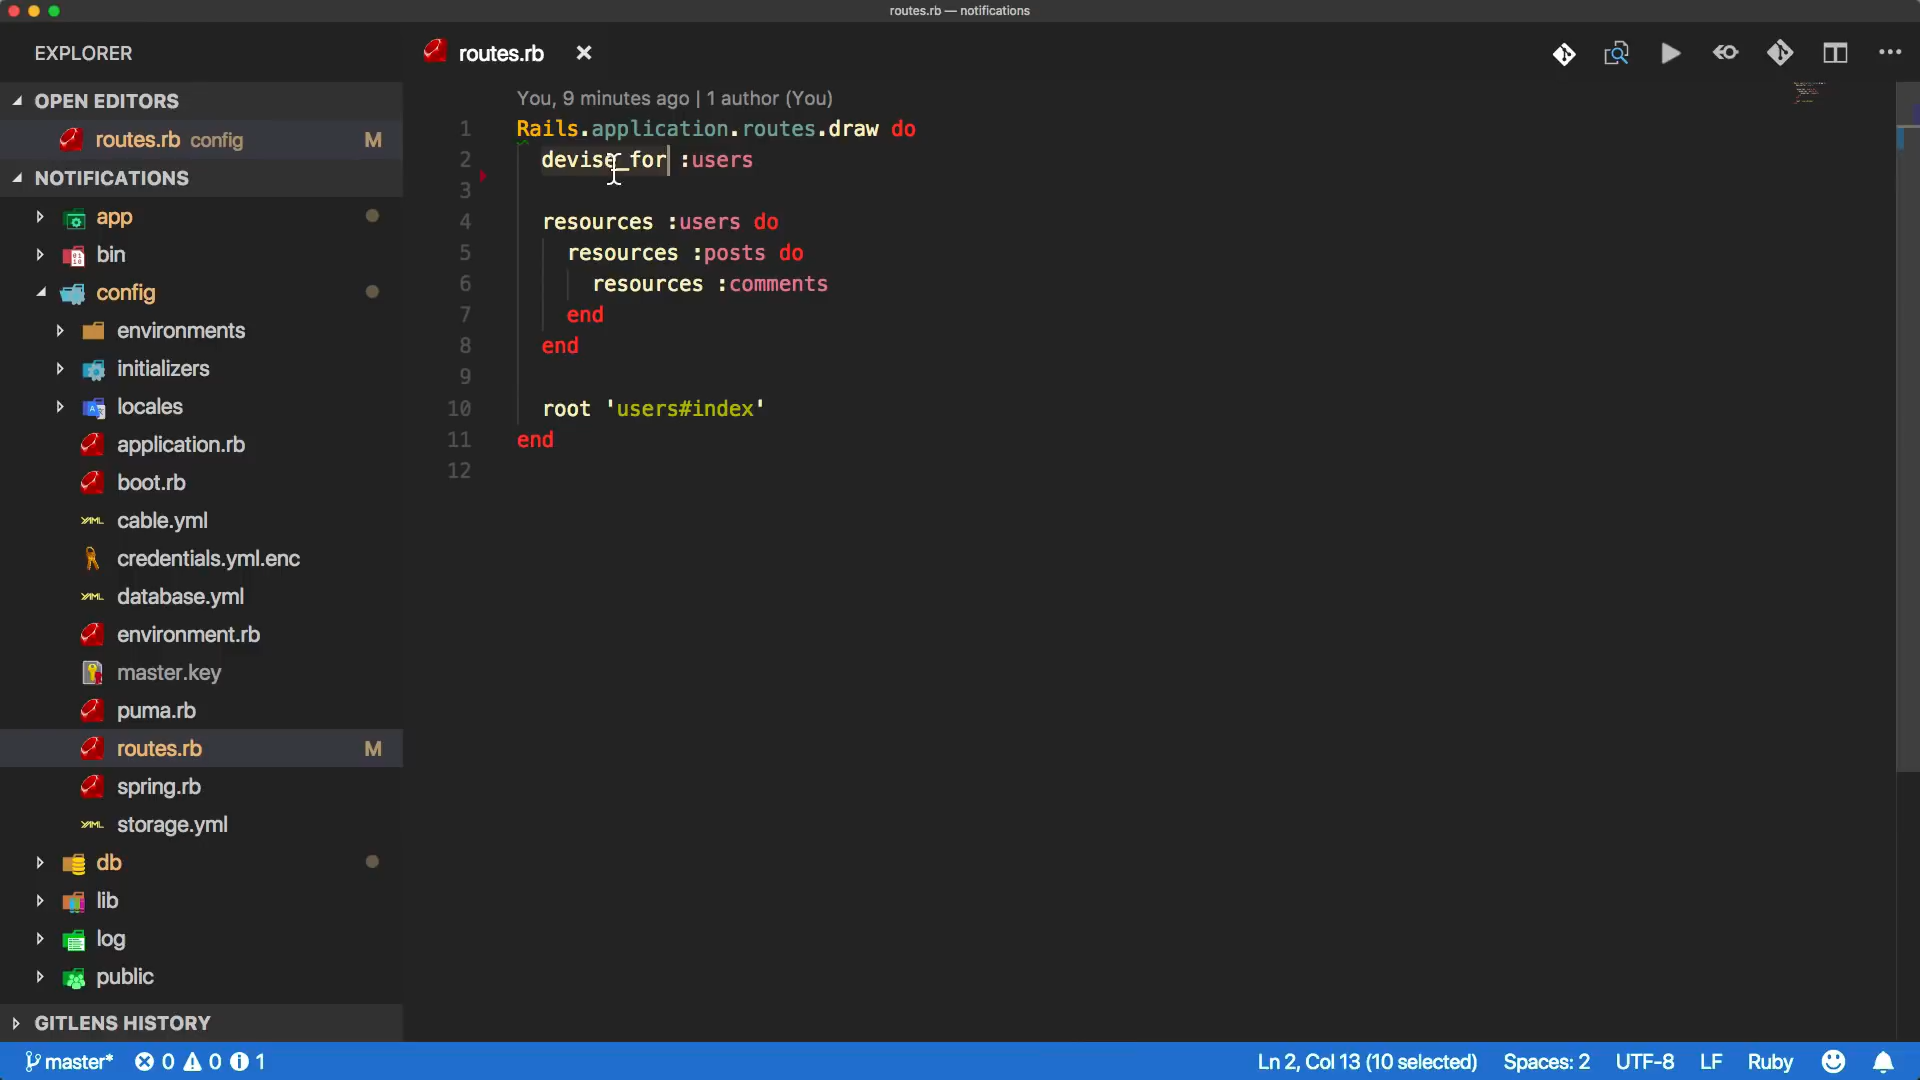 routes.rb — notifications
EXPLORER
OPEN EDITORS
routes.rb config M
NOTIFICATIONS
app
bin
config
environments
initializers
locales
application.rb
boot.rb
cable.yml
credentials.yml.enc
database.yml
environment.rb
master.key
puma.rb
routes.rb M
spring.rb
storage.yml
db
lib
log
public
GITLENS HISTORY
routes.rb
You, 9 minutes ago | 1 author (You)
1 Rails.application.routes.draw do
2 devise_for :users
3
4 resources :users do
5 resources :posts do
6 resources :comments
7 end
8 end
9
10 root 'users#index'
11 end
12
master* 0 0 1
Ln 2, Col 13 (10 selected) Spaces: 2 UTF-8 LF Ruby